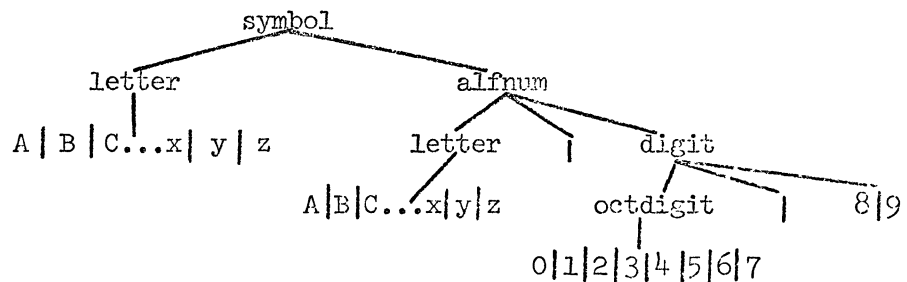 symbol
letter alfnum
A | B | C...x | y | z letter | digit
A|B|C...x|y|z octdigit | 8|9
0|1|2|3|4|5|6|7